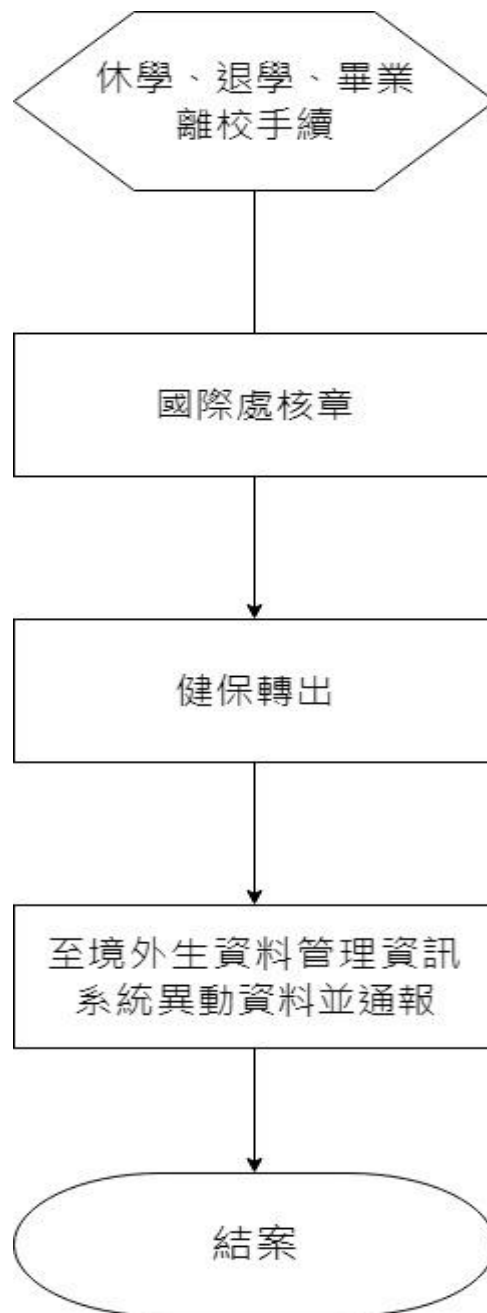 休學、退學、畢業
離校手續
國際處核章
健保轉出
至境外生資料管理資訊
系統異動資料並通報
結案